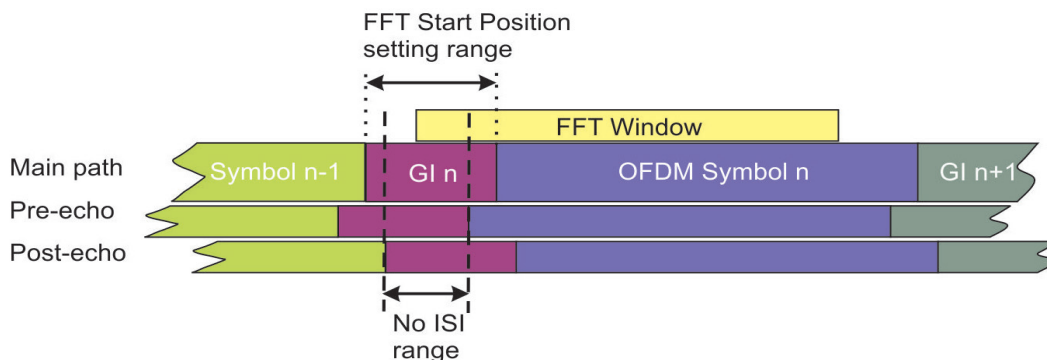 FFT Start Position
setting range
FFT Window
Main path
Symbol n-1
GI n
OFDM Symbol n
GI n+1
Pre-echo
Post-echo
No ISI
range